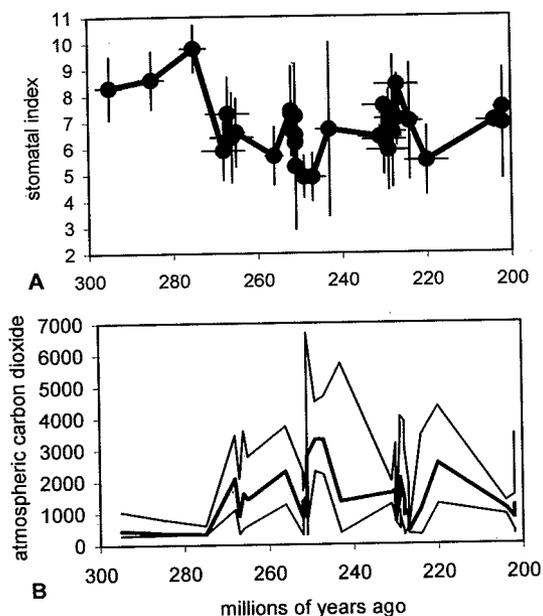 11
10
9
8
7
6
5
4
3
2
stomatal index
A
300 280 260 240 220 200
7000
6000
5000
4000
3000
2000
1000
0
atmospheric carbon dioxide
B
300 280 260 240 220 200
millions of years ago